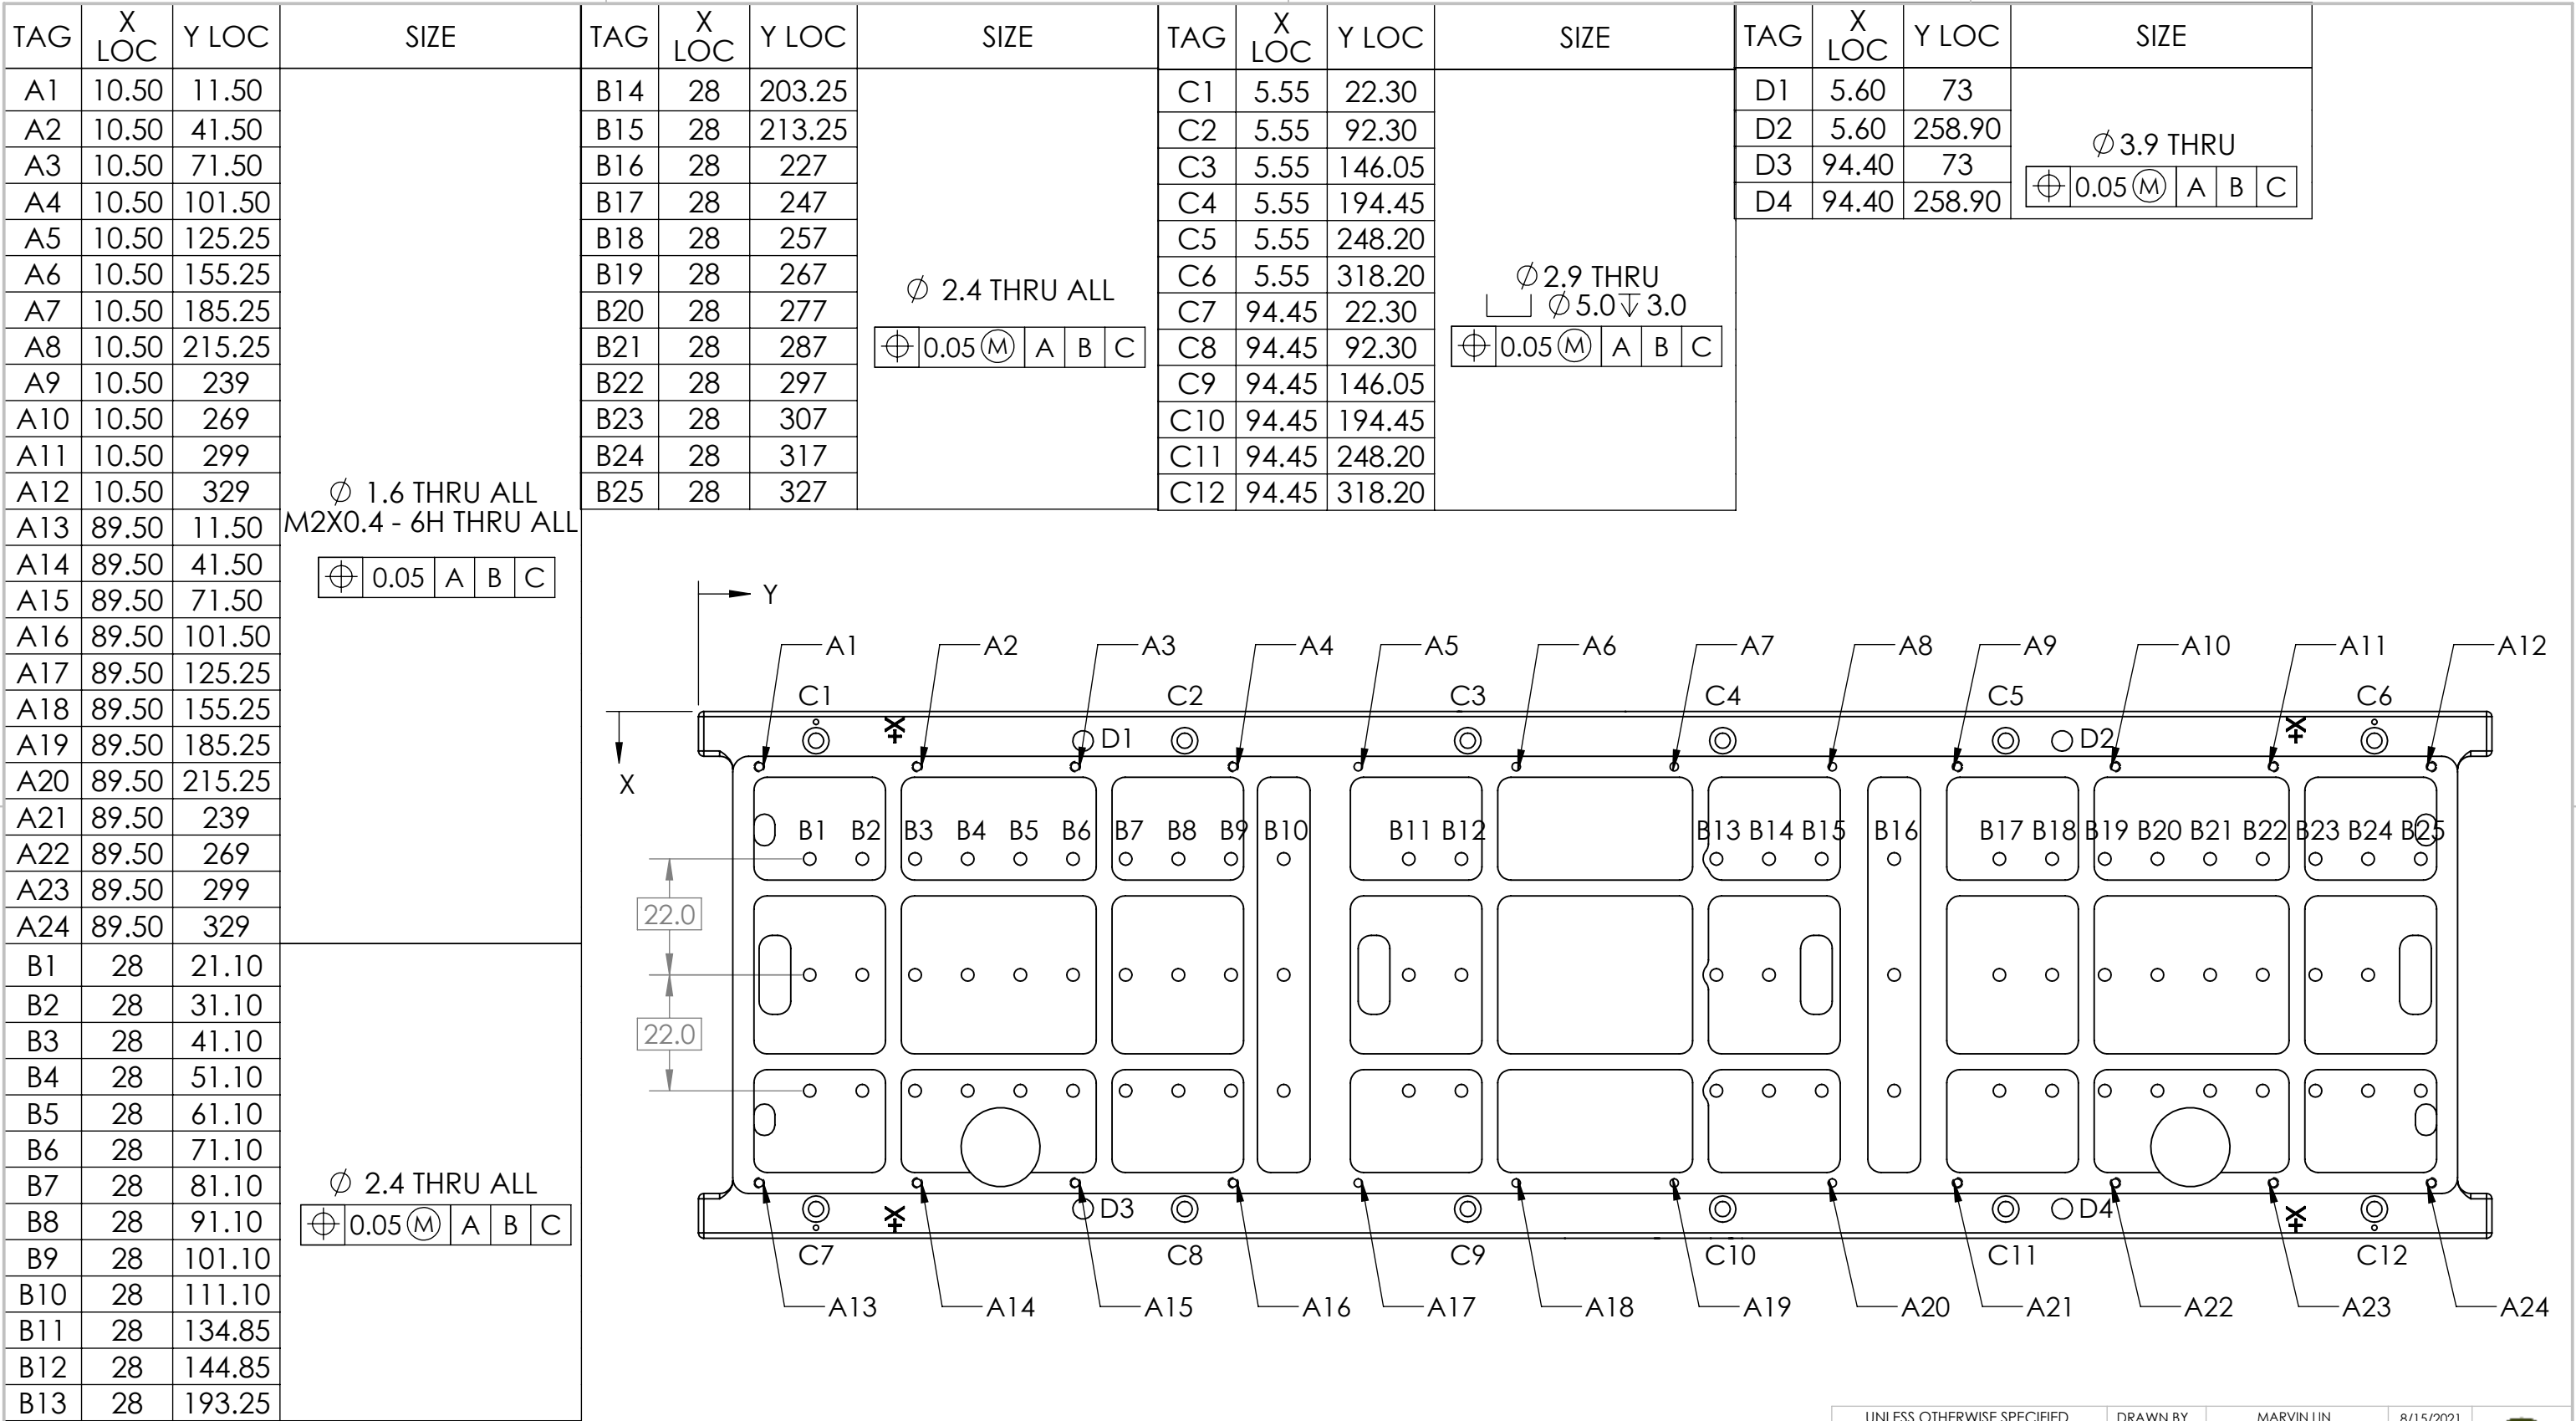 TAG X LOC Y LOC SIZE
A1 10.50 11.50
A2 10.50 41.50
A3 10.50 71.50
A4 10.50 101.50
A5 10.50 125.25
A6 10.50 155.25
A7 10.50 185.25
A8 10.50 215.25
A9 10.50 239
A10 10.50 269
A11 10.50 299
A12 10.50 329
A13 89.50 11.50
A14 89.50 41.50
A15 89.50 71.50
A16 89.50 101.50
A17 89.50 125.25
A18 89.50 155.25
A19 89.50 185.25
A20 89.50 215.25
A21 89.50 239
A22 89.50 269
A23 89.50 299
A24 89.50 329
⌀ 1.6 THRU ALL
M2X0.4 - 6H THRU ALL
⌖ 0.05 A B C
B1 28 21.10
B2 28 31.10
B3 28 41.10
B4 28 51.10
B5 28 61.10
B6 28 71.10
B7 28 81.10
B8 28 91.10
B9 28 101.10
B10 28 111.10
B11 28 134.85
B12 28 144.85
B13 28 193.25
⌀ 2.4 THRU ALL
⌖ 0.05 Ⓜ A B C
TAG X LOC Y LOC SIZE
B14 28 203.25
B15 28 213.25
B16 28 227
B17 28 247
B18 28 257
B19 28 267
B20 28 277
B21 28 287
B22 28 297
B23 28 307
B24 28 317
B25 28 327
⌀ 2.4 THRU ALL
⌖ 0.05 Ⓜ A B C
TAG X LOC Y LOC SIZE
C1 5.55 22.30
C2 5.55 92.30
C3 5.55 146.05
C4 5.55 194.45
C5 5.55 248.20
C6 5.55 318.20
C7 94.45 22.30
C8 94.45 92.30
C9 94.45 146.05
C10 94.45 194.45
C11 94.45 248.20
C12 94.45 318.20
⌀ 2.9 THRU
⌴ ⌀ 5.0 ↧ 3.0
⌖ 0.05 Ⓜ A B C
TAG X LOC Y LOC SIZE
D1 5.60 73
D2 5.60 258.90
D3 94.40 73
D4 94.40 258.90
⌀ 3.9 THRU
⌖ 0.05 Ⓜ A B C
Y
A1 A2 A3 A4 A5 A6 A7 A8 A9 A10 A11 A12
C1 C2 C3 C4 C5 C6
D1 D2
X
B1 B2 B3 B4 B5 B6 B7 B8 B9 B10 B11 B12 B13 B14 B15 B16 B17 B18 B19 B20 B21 B22 B23 B24 B25
22.0
22.0
D3 D4
C7 C8 C9 C10 C11 C12
A13 A14 A15 A16 A17 A18 A19 A20 A21 A22 A23 A24
UNLESS OTHERWISE SPECIFIED DRAWN BY MARVIN LIN 8/15/2021